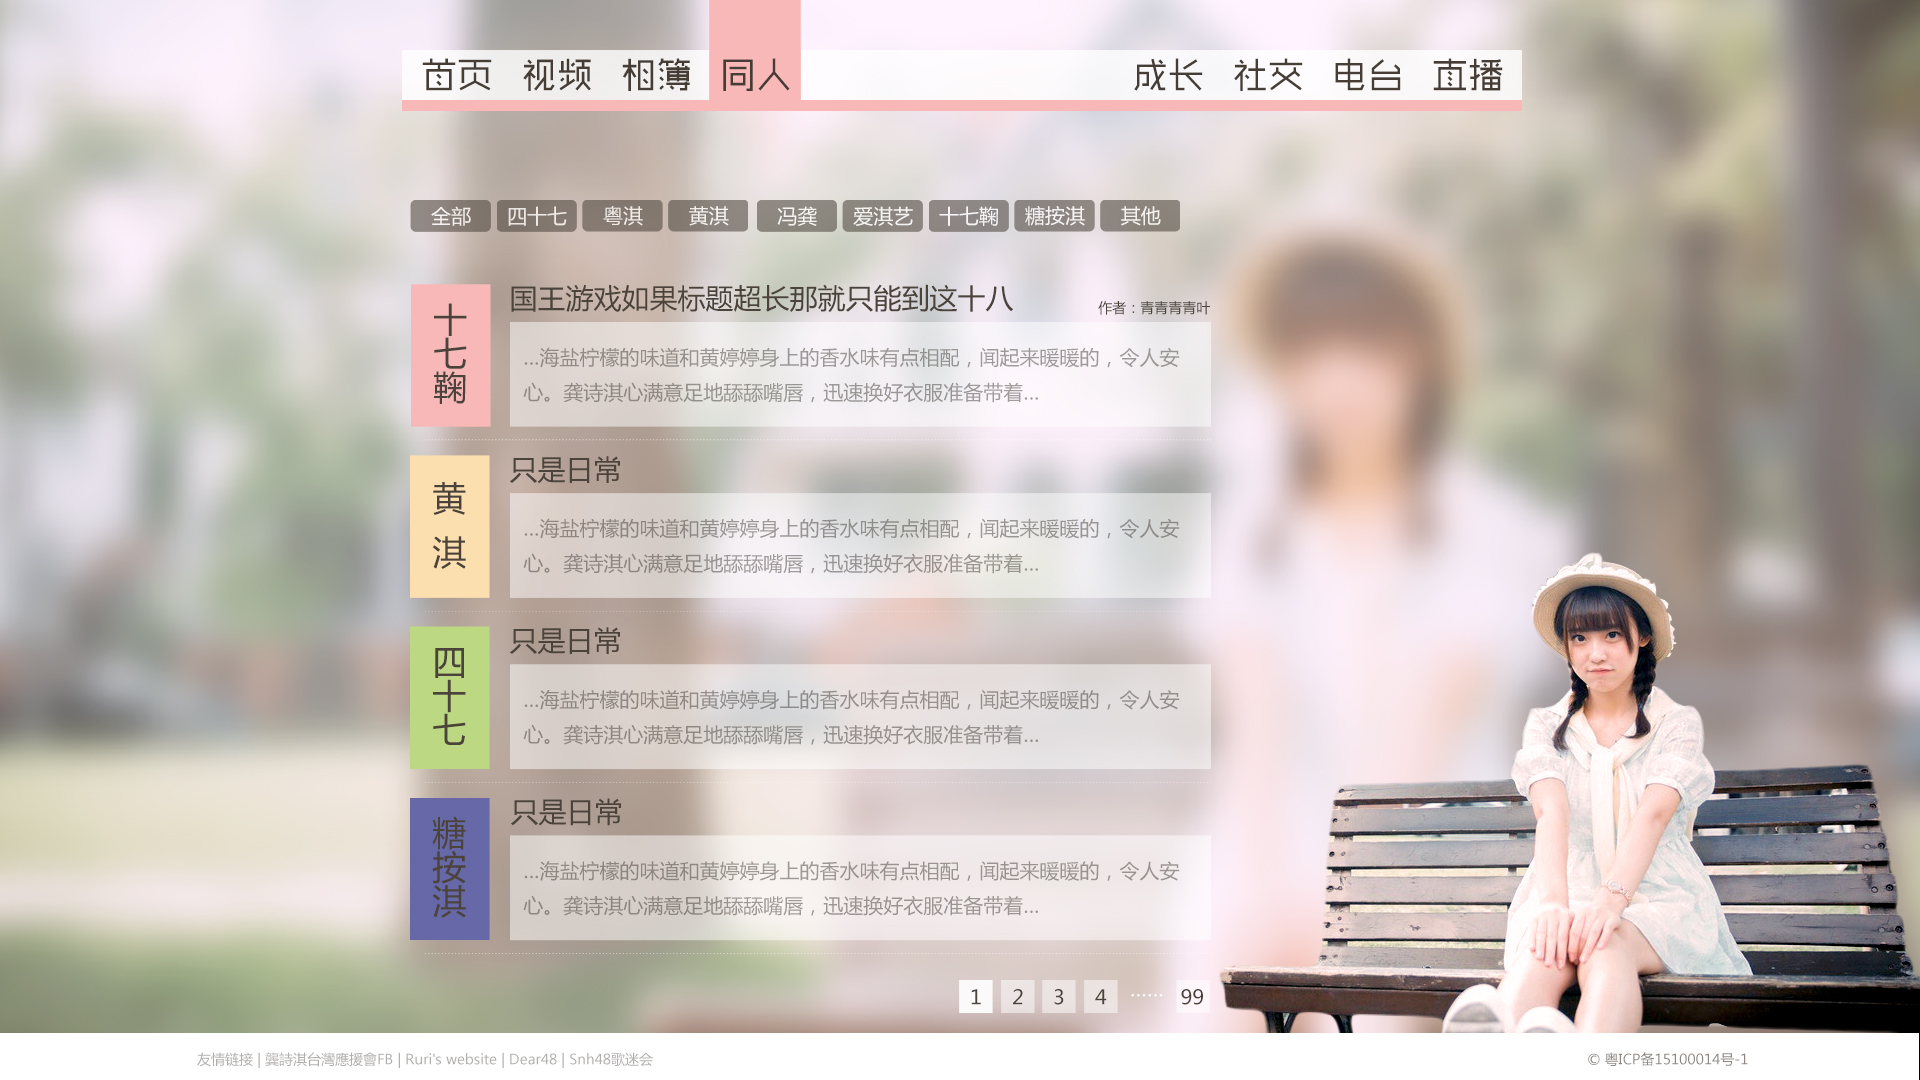 首页 视频 相簿 同人 成长 社交 电台 直播
全部 四十七 粤淇 黄淇 冯龚 爱淇艺 十七鞠 糖按淇 其他
十七鞠
国王游戏如果标题超长那就只能到这十八
作者：青青青青叶
...海盐柠檬的味道和黄婷婷身上的香水味有点相配，闻起来暖暖的，令人安
心。龚诗淇心满意足地舔舔嘴唇，迅速换好衣服准备带着...
黄淇
只是日常
...海盐柠檬的味道和黄婷婷身上的香水味有点相配，闻起来暖暖的，令人安
心。龚诗淇心满意足地舔舔嘴唇，迅速换好衣服准备带着...
四十七
只是日常
...海盐柠檬的味道和黄婷婷身上的香水味有点相配，闻起来暖暖的，令人安
心。龚诗淇心满意足地舔舔嘴唇，迅速换好衣服准备带着...
糖按淇
只是日常
...海盐柠檬的味道和黄婷婷身上的香水味有点相配，闻起来暖暖的，令人安
心。龚诗淇心满意足地舔舔嘴唇，迅速换好衣服准备带着...
1 2 3 4 ...... 99
友情链接 | 龔詩淇台灣應援會FB | Ruri's website | Dear48 | Snh48歌迷会
© 粤ICP备15100014号-1